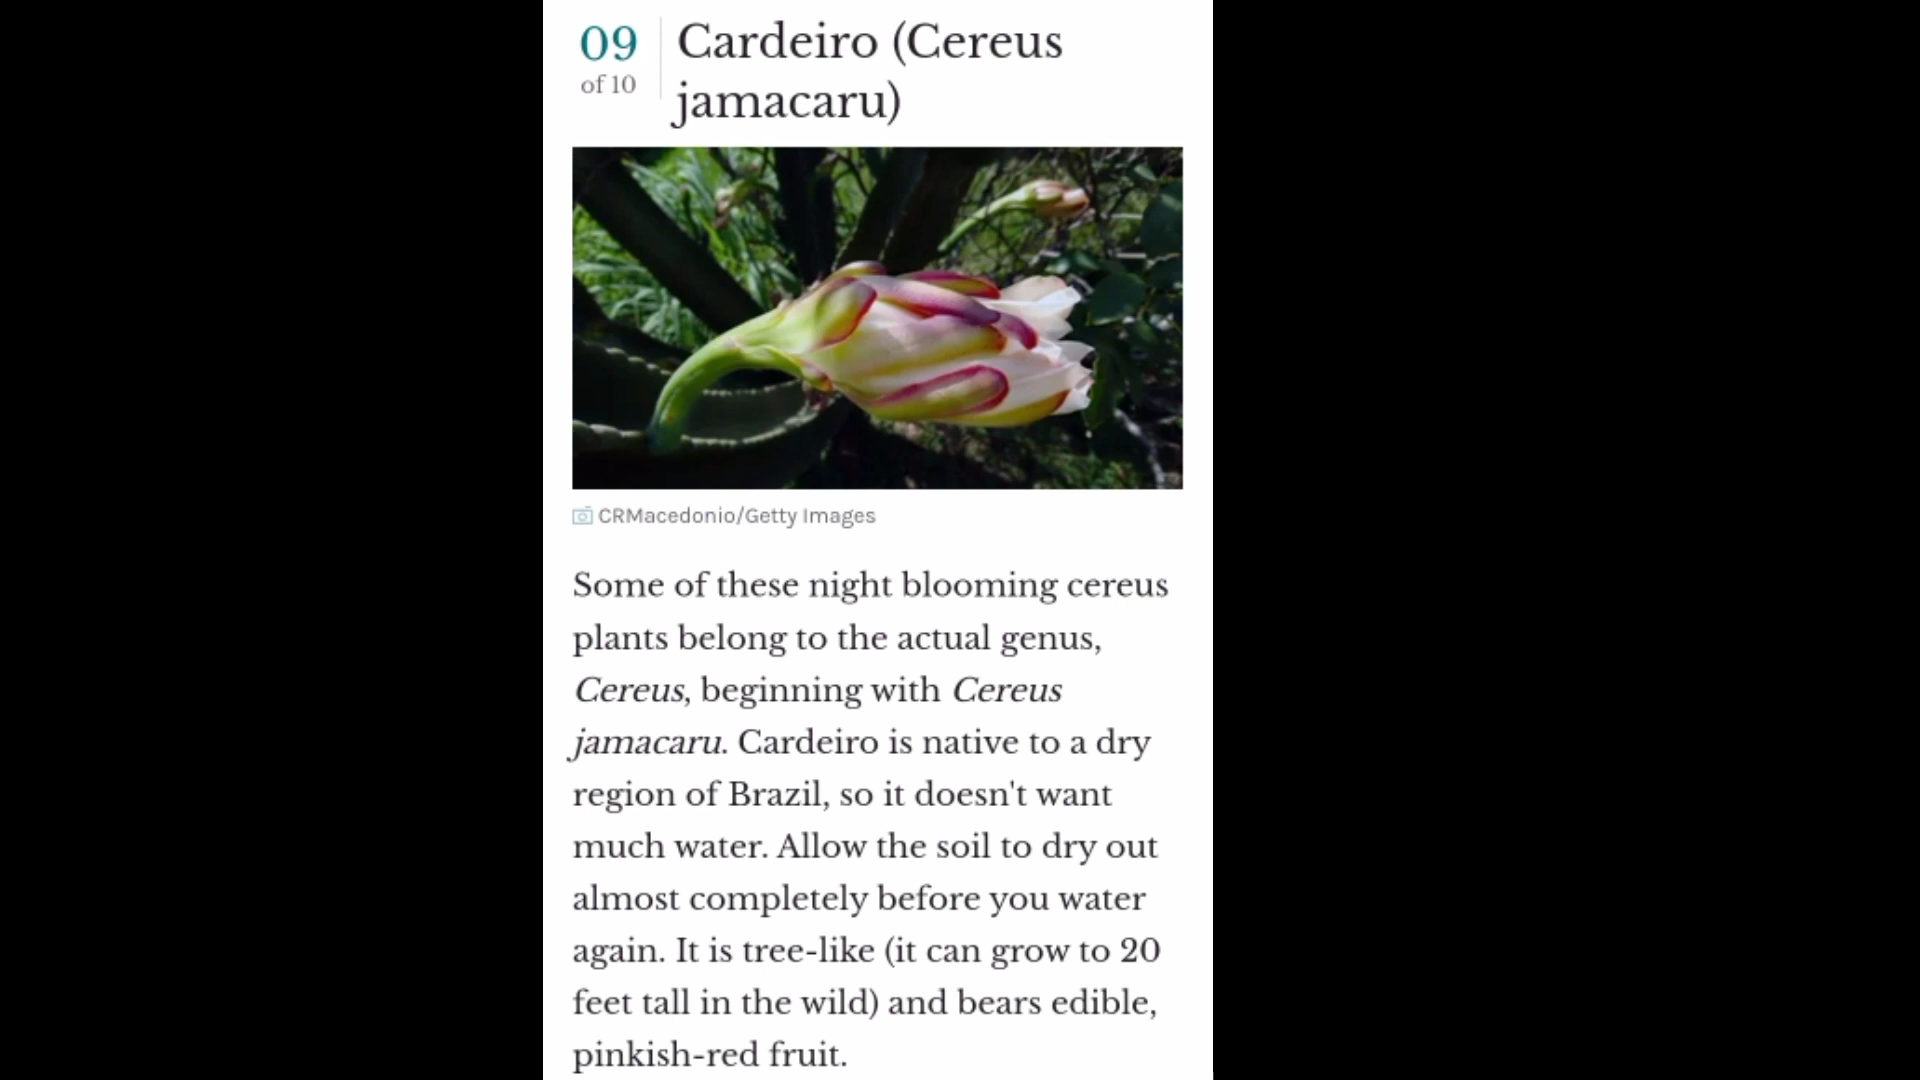 09
of 10
Cardeiro (Cereus
jamacaru)
CRMacedonio/Getty Images
Some of these night blooming cereus
plants belong to the actual genus,
Cereus, beginning with Cereus
jamacaru. Cardeiro is native to a dry
region of Brazil, so it doesn't want
much water. Allow the soil to dry out
almost completely before you water
again. It is tree-like (it can grow to 20
feet tall in the wild) and bears edible,
pinkish-red fruit.